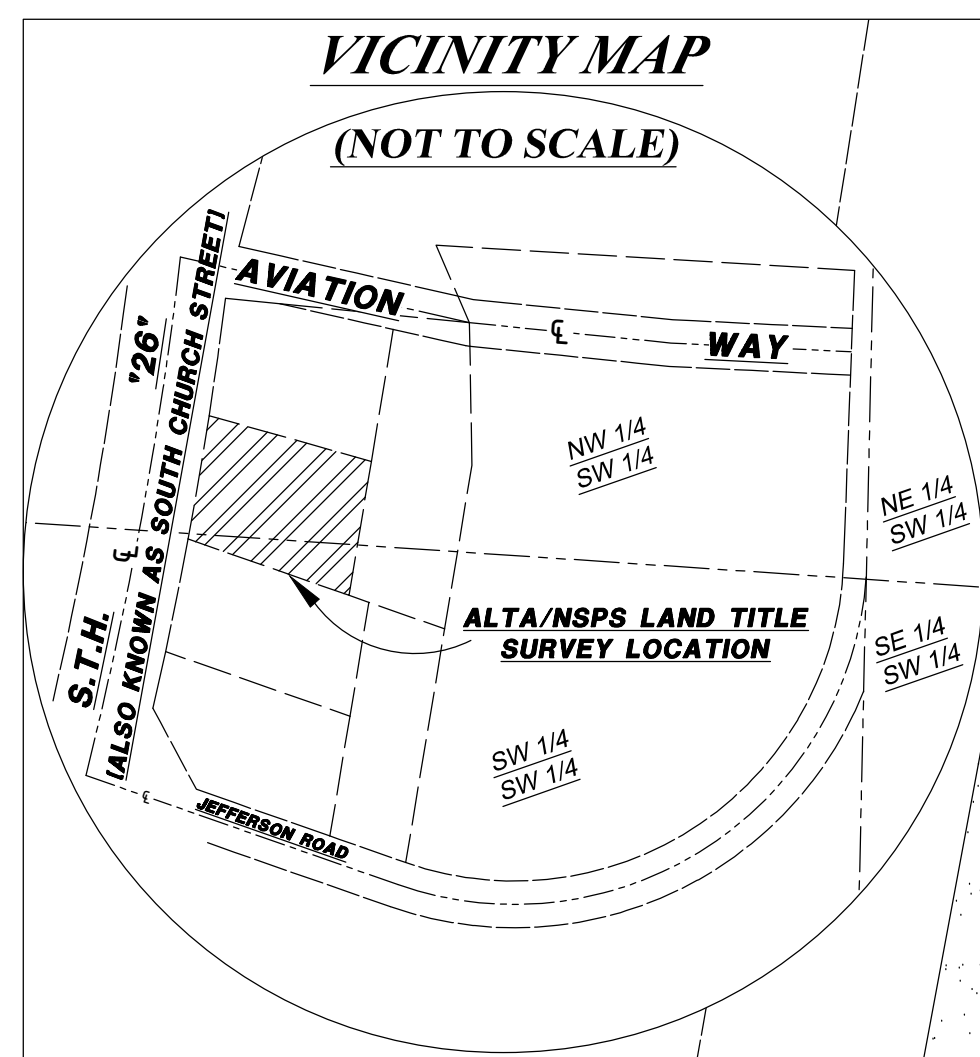 VICINITY MAP
(NOT TO SCALE)
AVIATION
WAY
℄
S.T.H.
"26"
(ALSO KNOWN AS SOUTH CHURCH STREET)
℄
NW 1/4
SW 1/4
NE 1/4
SW 1/4
ALTA/NSPS LAND TITLE
SURVEY LOCATION
SE 1/4
SW 1/4
SW 1/4
SW 1/4
℄
JEFFERSON ROAD